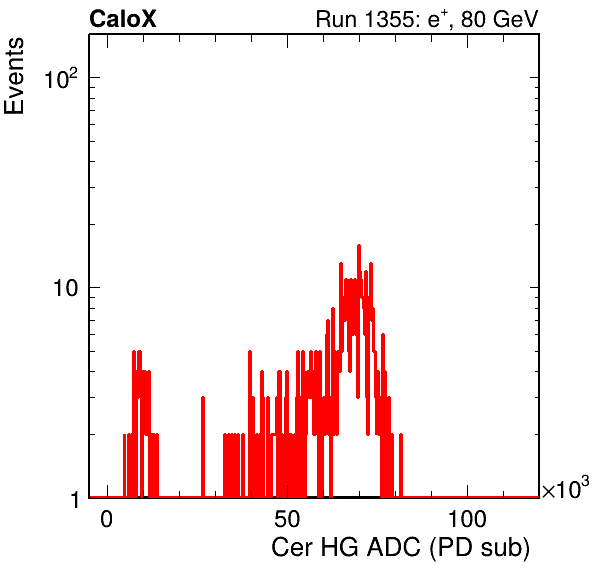 CaloX Run 1355: e⁺, 80 GeV
Events
10²
10
1
0 50 100
×10³
Cer HG ADC (PD sub)